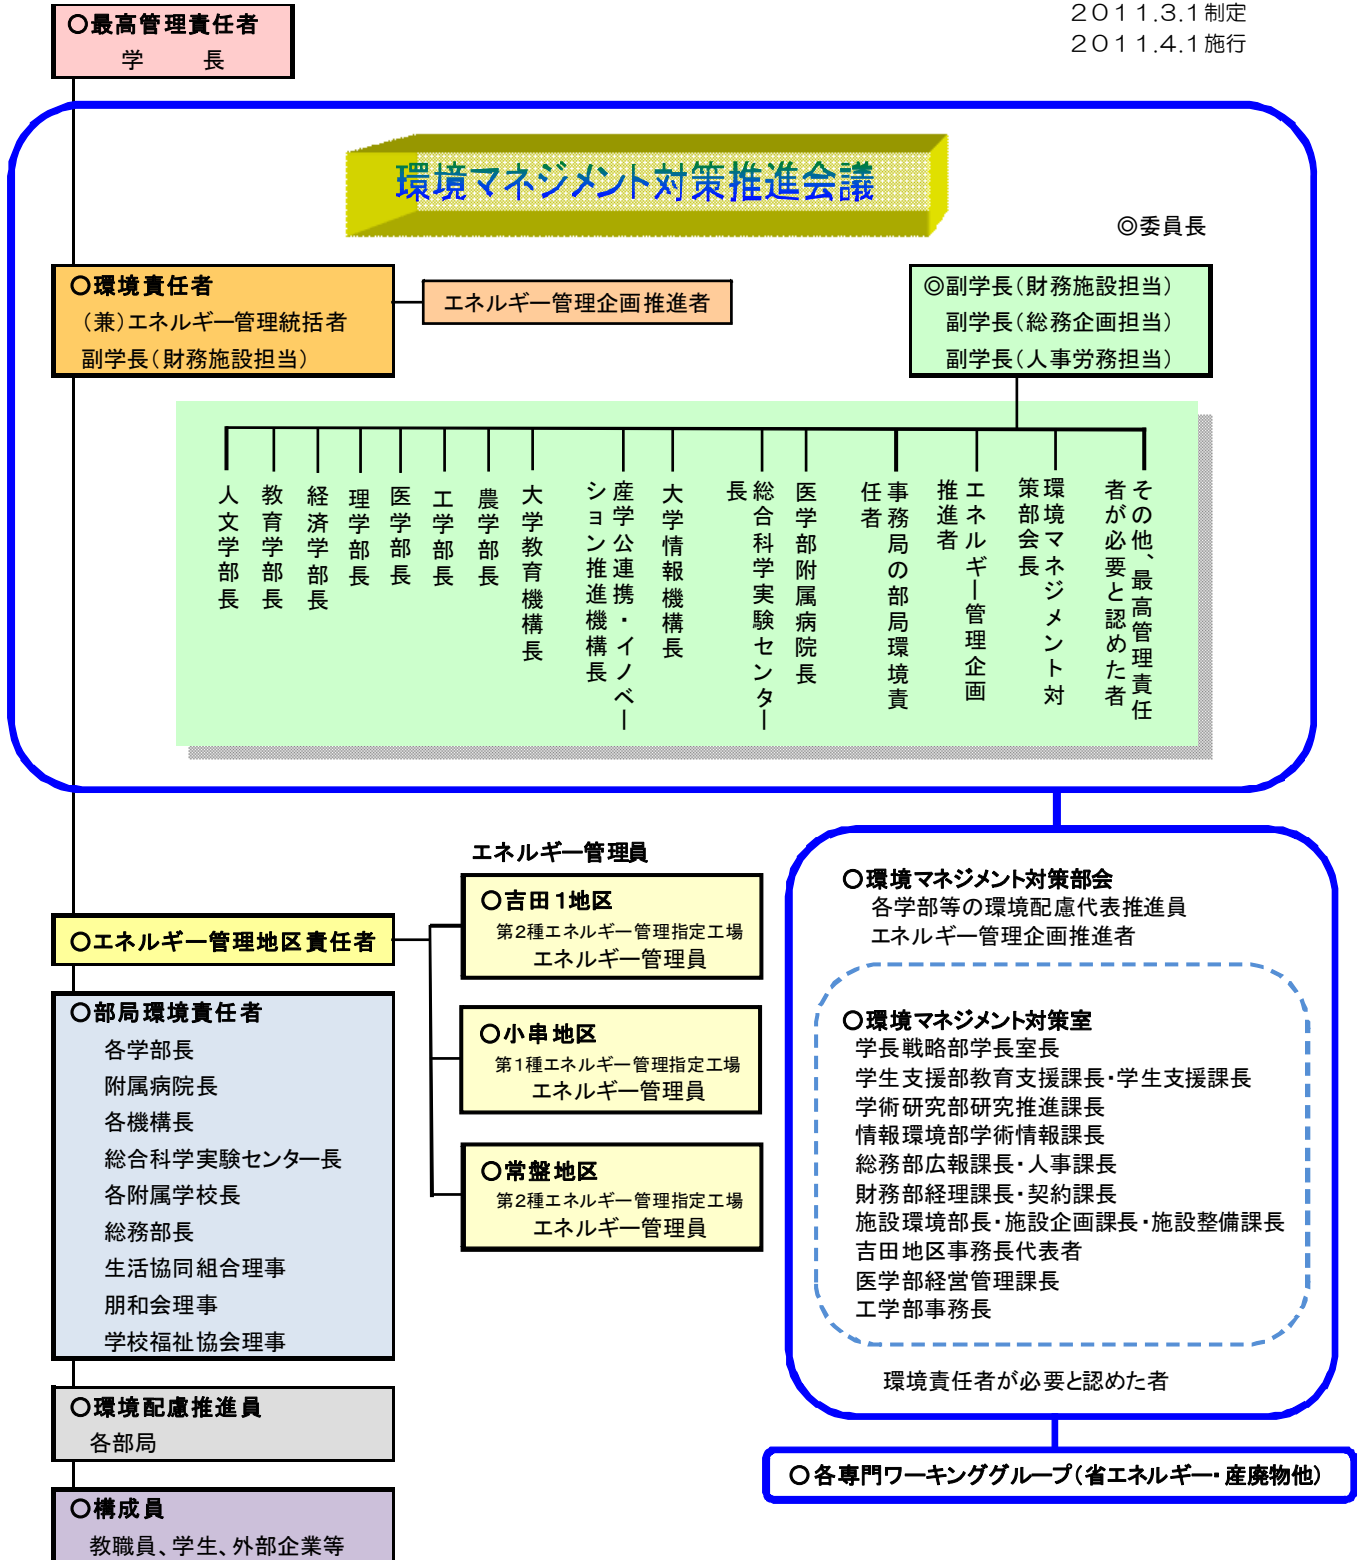 ○最高管理責任者
学　　長
２０１１.３.１制定
２０１１.４.１施行
環境マネジメント対策推進会議
◎委員長
○環境責任者
（兼）エネルギー管理統括者
副学長（財務施設担当）
エネルギー管理企画推進者
◎副学長（財務施設担当）
副学長（総務企画担当）
副学長（人事労務担当）
人文学部長
教育学部長
経済学部長
理学部長
医学部長
工学部長
農学部長
大学教育機構長
産学公連携・イノベー
ション推進機構長
大学情報機構長
総合科学実験センター
長
医学部附属病院長
事務局の部局環境責
任者
エネルギー管理企画
推進者
環境マネジメント対
策部会長
その他、最高管理責任
者が必要と認めた者
エネルギー管理員
○吉田１地区
第２種エネルギー管理指定工場
エネルギー管理員
○エネルギー管理地区責任者
○小串地区
第１種エネルギー管理指定工場
エネルギー管理員
○常盤地区
第２種エネルギー管理指定工場
エネルギー管理員
○部局環境責任者
各学部長
附属病院長
各機構長
総合科学実験センター長
各附属学校長
総務部長
生活協同組合理事
朋和会理事
学校福祉協会理事
○環境配慮推進員
各部局
○構成員
教職員、学生、外部企業等
○環境マネジメント対策部会
各学部等の環境配慮代表推進員
エネルギー管理企画推進者
○環境マネジメント対策室
学長戦略部学長室長
学生支援部教育支援課長・学生支援課長
学術研究部研究推進課長
情報環境部学術情報課長
総務部広報課長・人事課長
財務部経理課長・契約課長
施設環境部長・施設企画課長・施設整備課長
吉田地区事務長代表者
医学部経営管理課長
工学部事務長
環境責任者が必要と認めた者
○各専門ワーキンググループ（省エネルギー・産廃物他）